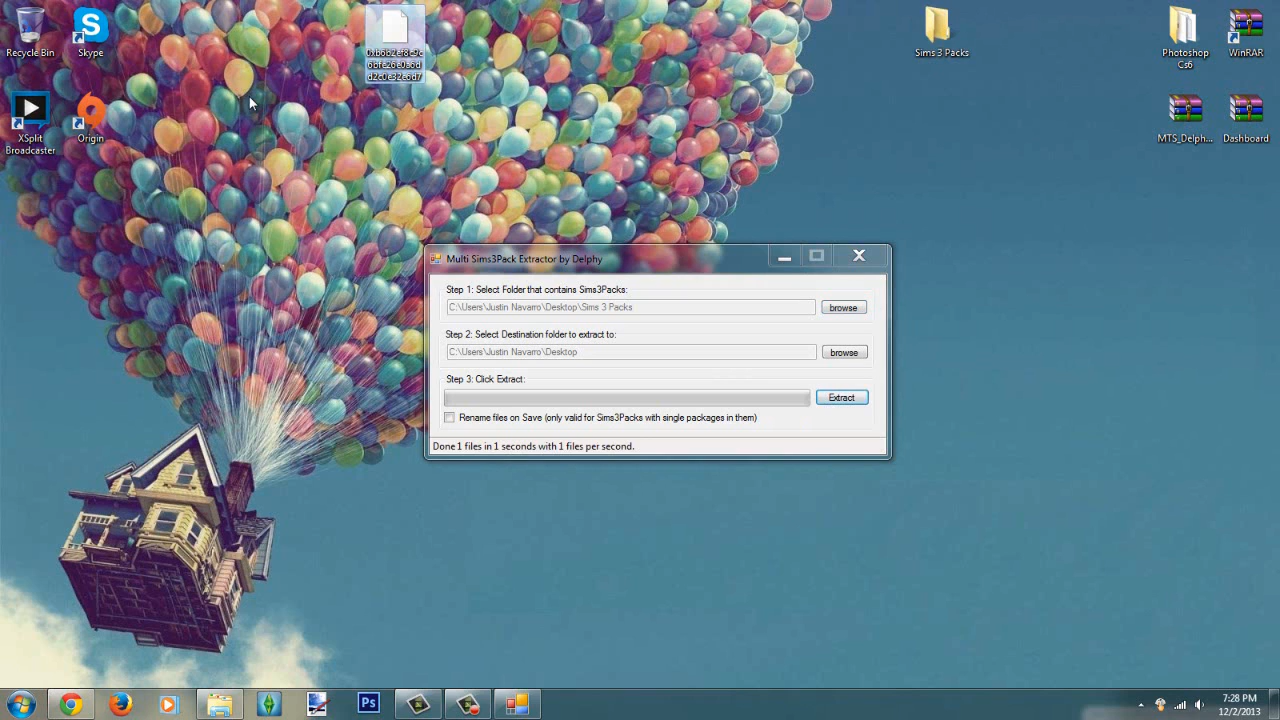 Recycle Bin
Skype
0xb6b2ef8c9c
6dfe26e0a6d
d2c0e32e6d7
Sims 3 Packs
Photoshop
Cs6
WinRAR
XSplit
Broadcaster
Origin
MTS_Delph...
Dashboard
Multi Sims3Pack Extractor by Delphy
Step 1: Select Folder that contains Sims3Packs:
C:\Users\Justin Navarro\Desktop\Sims 3 Packs
browse
Step 2: Select Destination folder to extract to:
C:\Users\Justin Navarro\Desktop
browse
Step 3: Click Extract:
Extract
Rename files on Save (only valid for Sims3Packs with single packages in them)
Done 1 files in 1 seconds with 1 files per second.
Ps
7:28 PM
12/2/2013